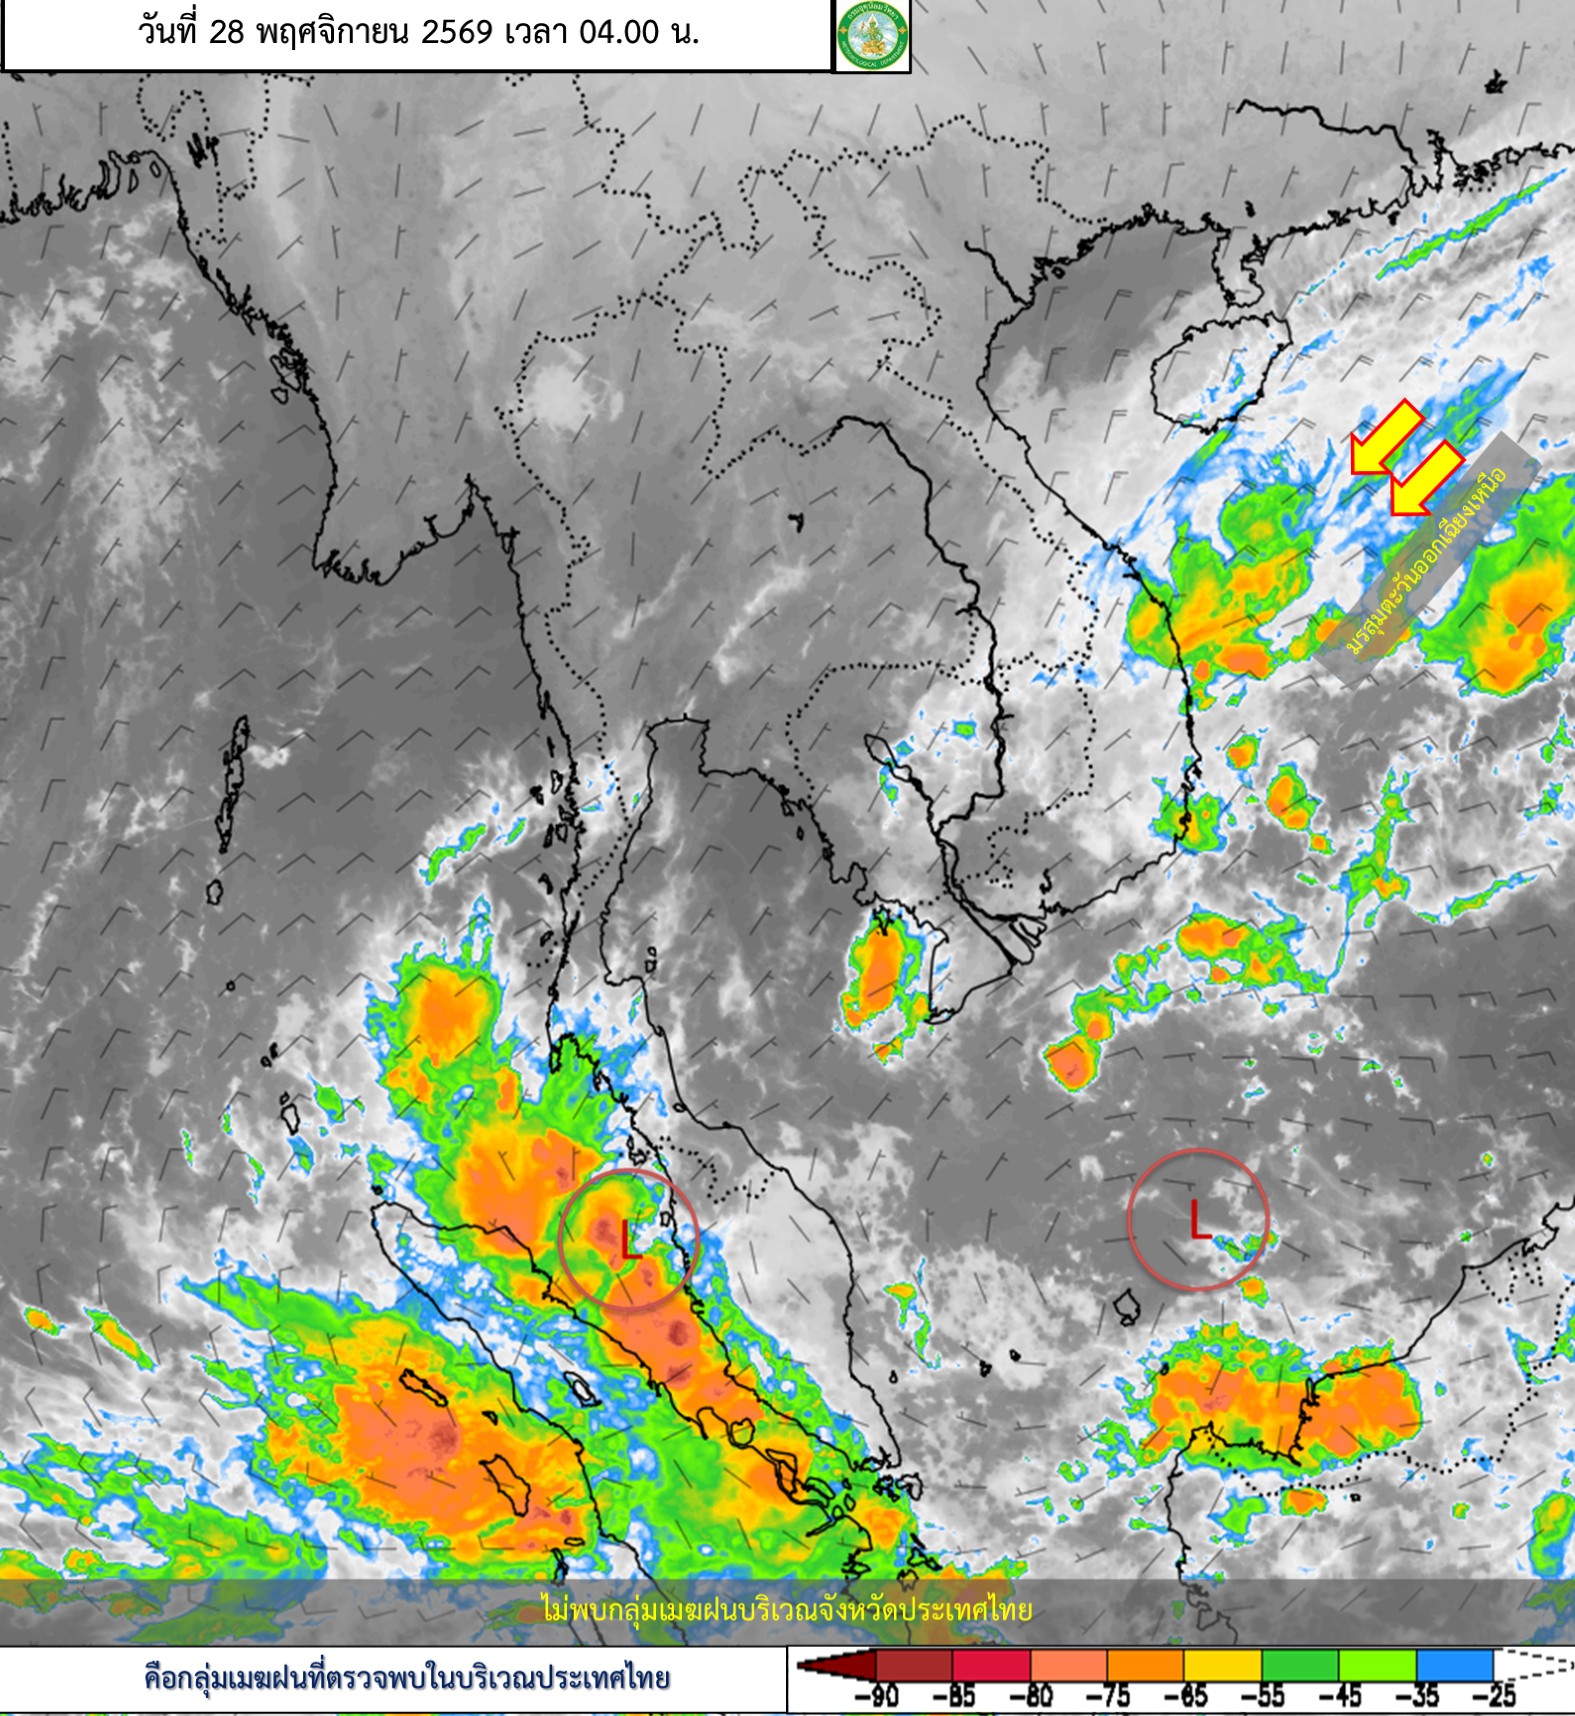 วันที่ 28 พฤศจิกายน 2569 เวลา 04.00 น.
มรสุมตะวันออกเฉียงเหนือ
L
L
ไม่พบกลุ่มเมฆฝนบริเวณจังหวัดประเทศไทย
คือกลุ่มเมฆฝนที่ตรวจพบในบริเวณประเทศไทย
-90 -85 -80 -75 -65 -55 -45 -35 -25